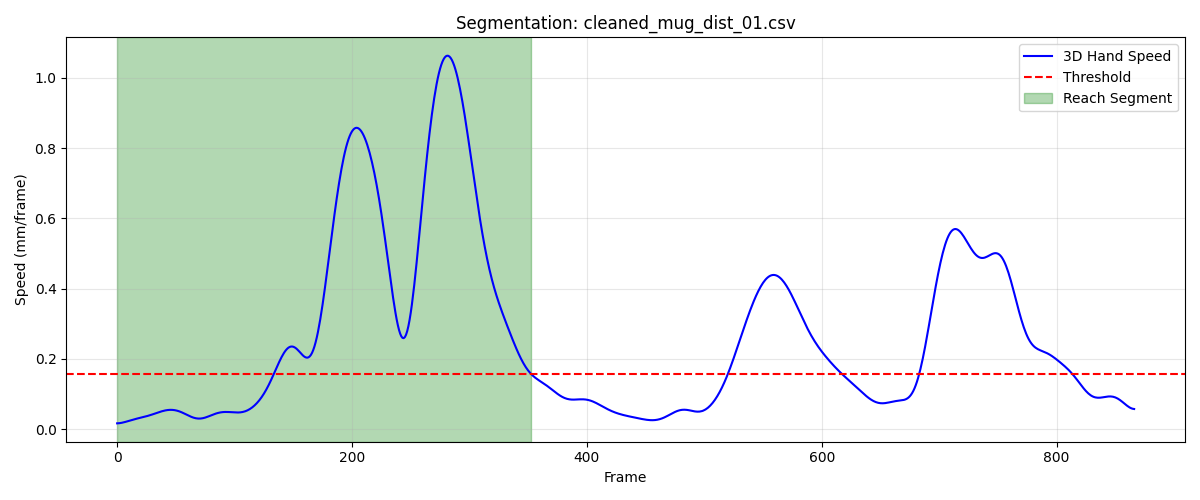 Segmentation: cleaned_mug_dist_01.csv
3D Hand Speed
Threshold
Reach Segment
Speed (mm/frame)
1.0
0.8
0.6
0.4
0.2
0.0
0 200 400 600 800
Frame